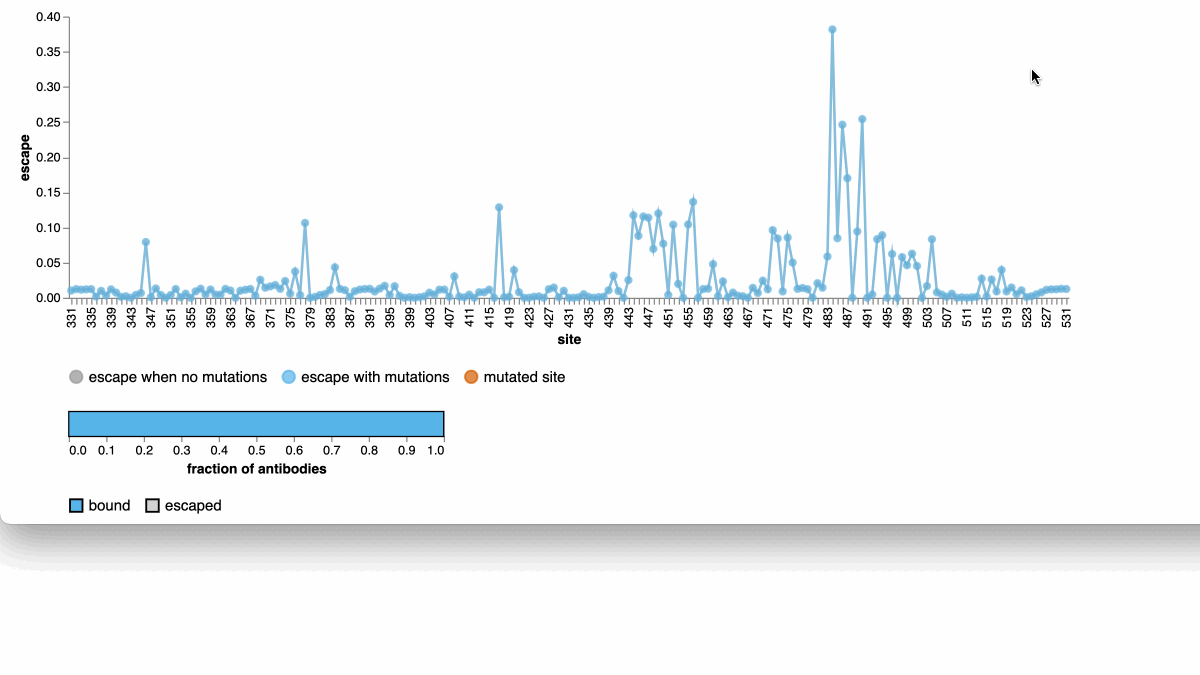 0.40
0.35
0.30
0.25
0.20
0.15
0.10
0.05
0.00
escape
331 335 339 343 347 351 355 359 363 367 371 375 379 383 387 391 395 399 403 407 411 415 419 423 427 431 435 439 443 447 451 455 459 463 467 471 475 479 483 487 491 495 499 503 507 511 515 519 523 527 531
site
escape when no mutations escape with mutations mutated site
0.0 0.1 0.2 0.3 0.4 0.5 0.6 0.7 0.8 0.9 1.0
fraction of antibodies
bound escaped